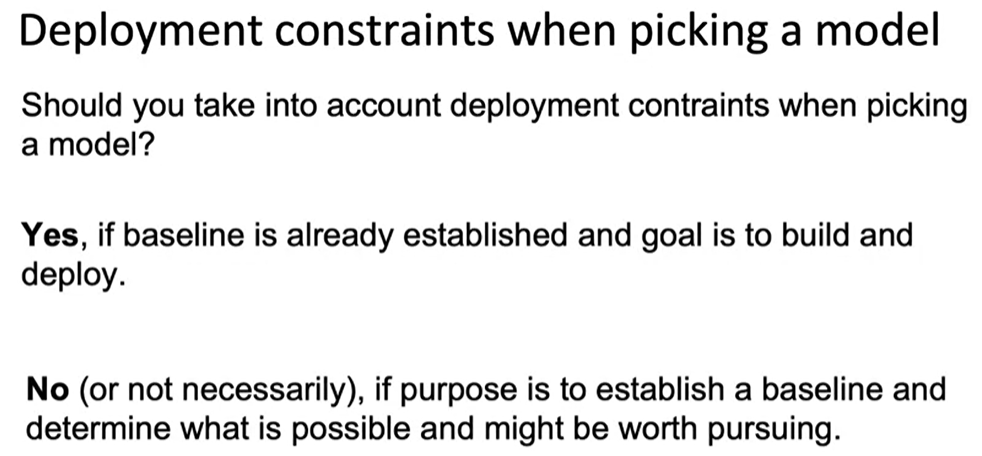 Deployment constraints when picking a model
Should you take into account deployment contraints when picking
a model?
Yes, if baseline is already established and goal is to build and
deploy.
No (or not necessarily), if purpose is to establish a baseline and
determine what is possible and might be worth pursuing.